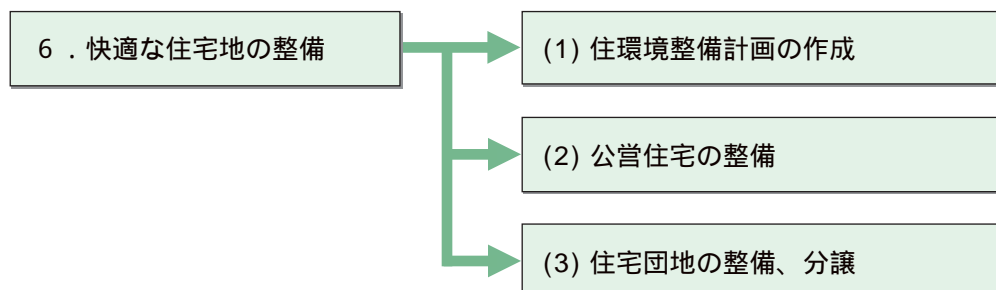 ６．快適な住宅地の整備
(1) 住環境整備計画の作成
(2) 公営住宅の整備
(3) 住宅団地の整備、分譲